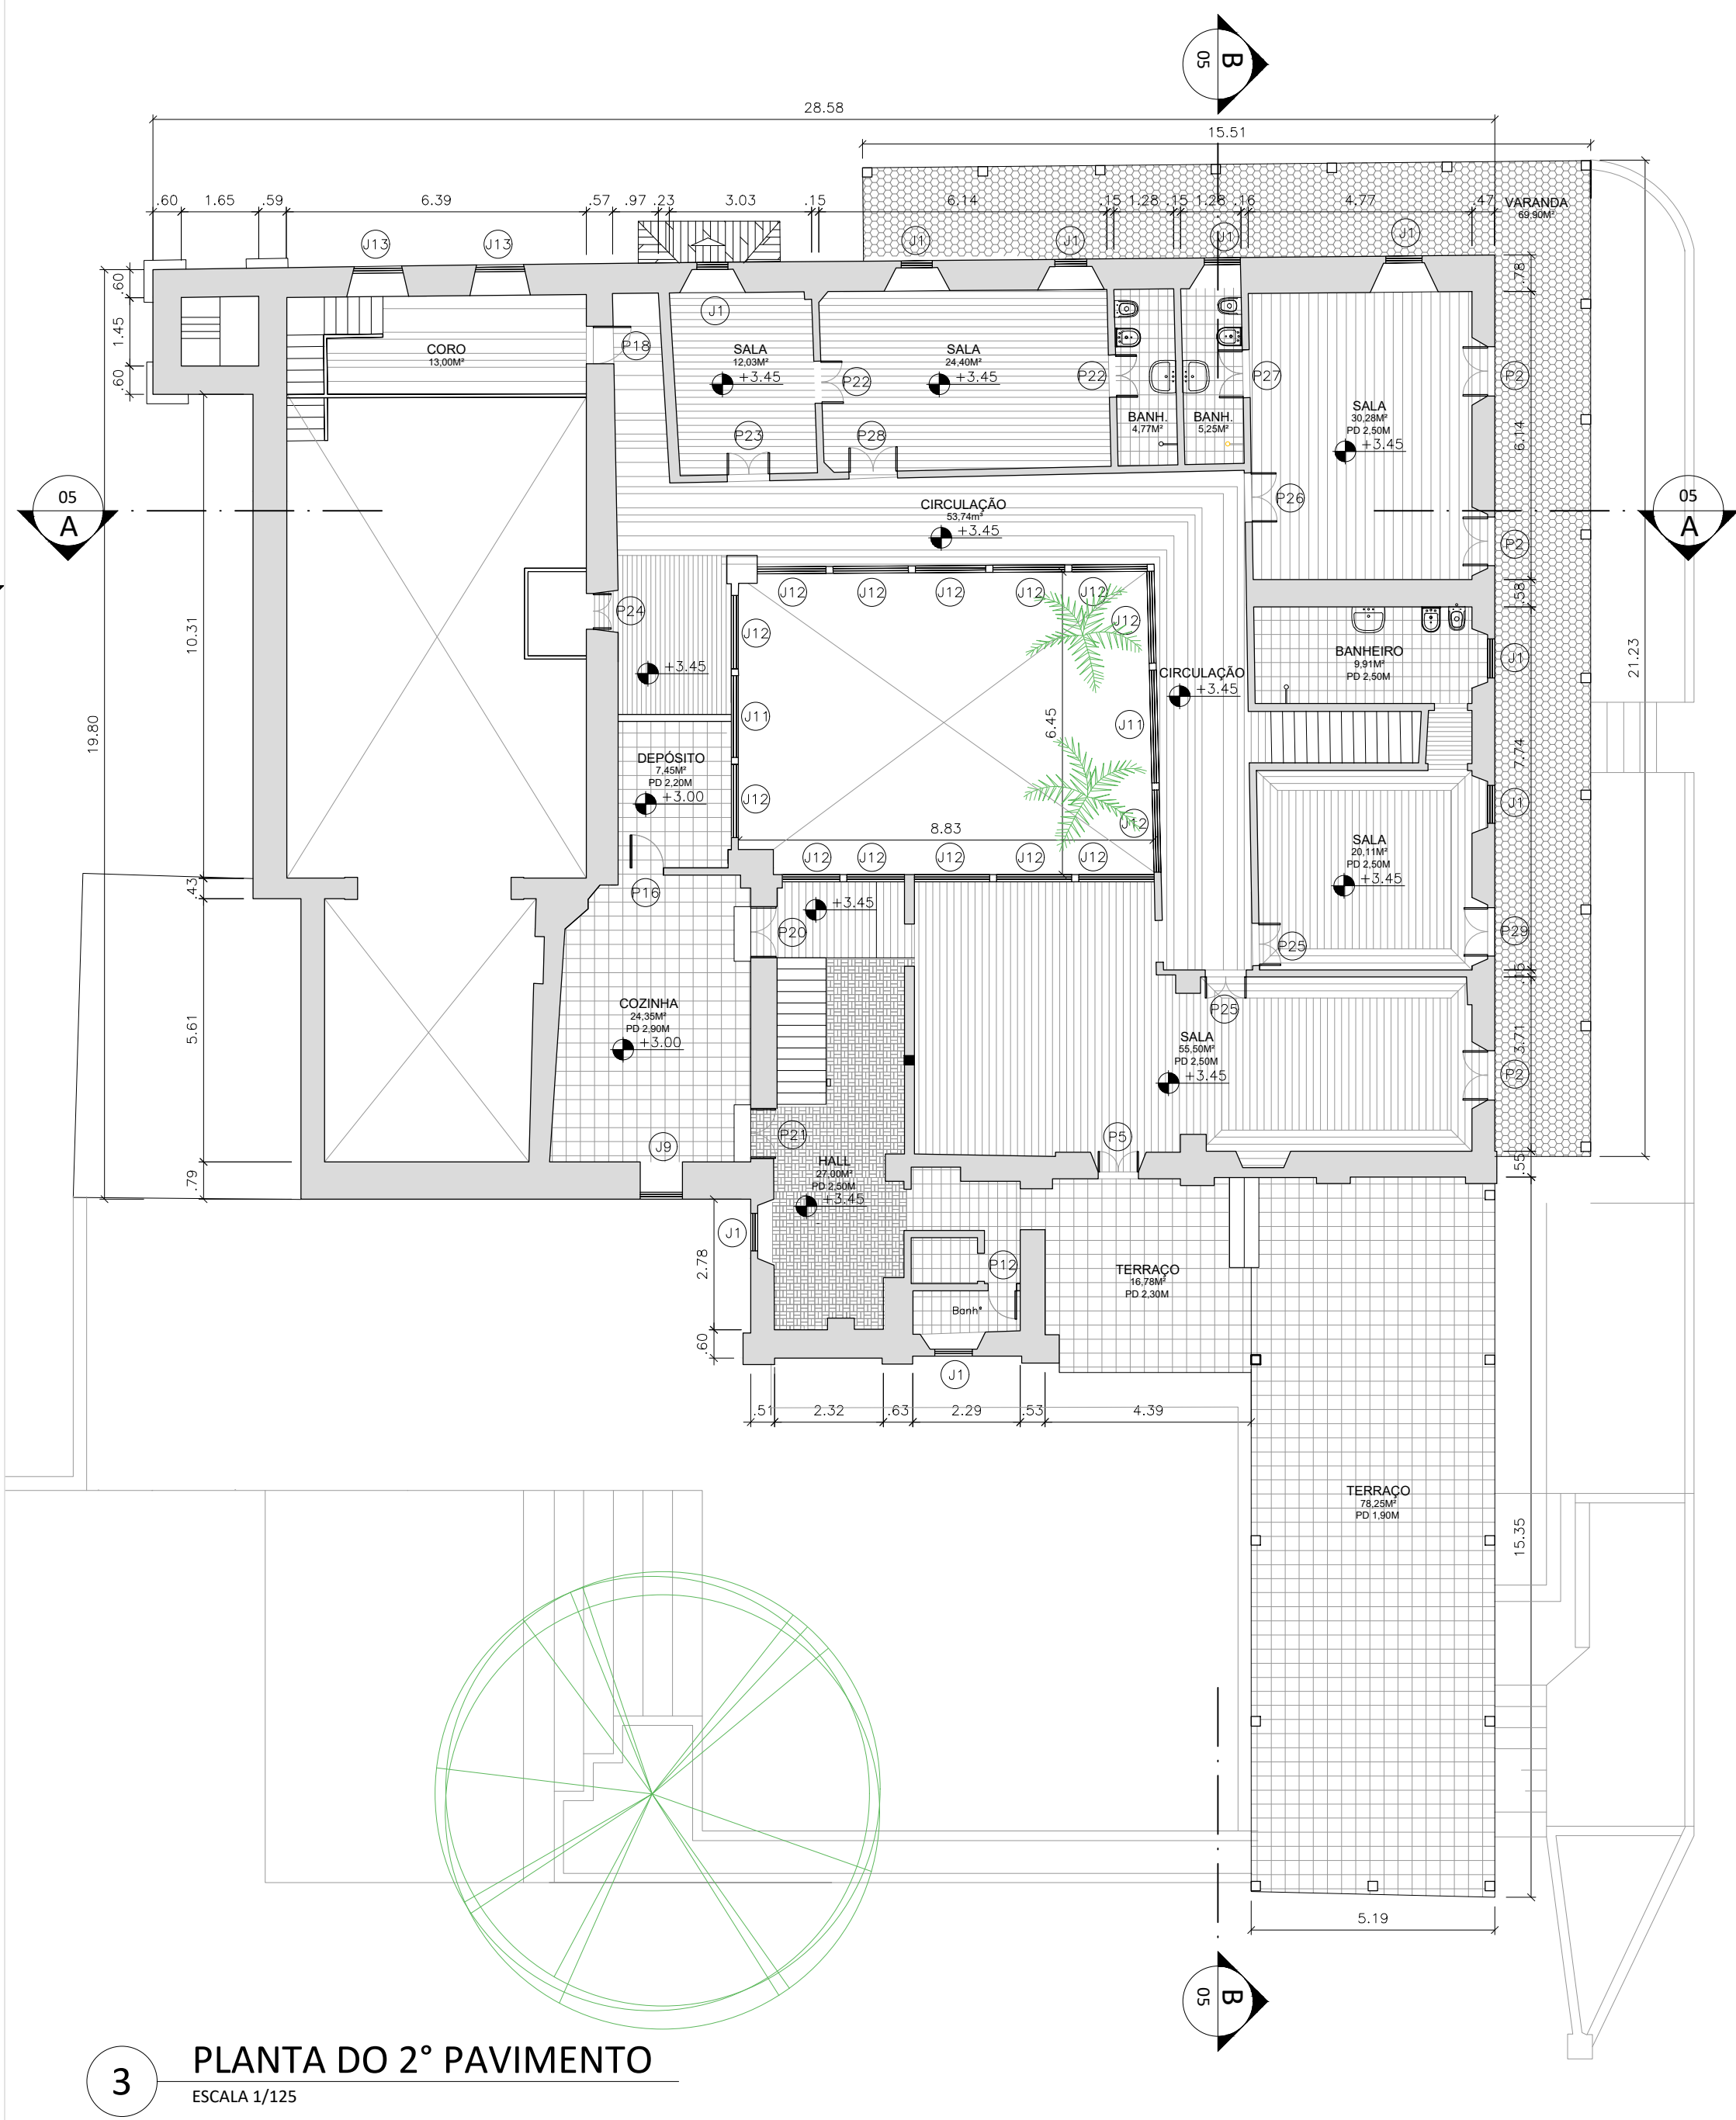 B
05
28.58
15.51
.60
1.65
.59
6.39
.57
.97
.23
3.03
.15
6.14
.15
1.28
.15
1.28
.16
4.77
.47
VARANDA
69,90M²
J13
J13
J1
J1
J1
J1
J1
.60
1.45
.60
.78
CORO
13,00M²
P18
SALA
12,03M²
+3.45
P22
SALA
24,40M²
+3.45
P22
P27
P2
BANH.
4,77M²
BANH.
5,25M²
SALA
30,28M²
PD 2,50M
+3.45
6.14
P23
P28
P26
05
A
05
A
CIRCULAÇÃO
53,74m²
+3.45
P2
J12
J12
J12
J12
J12
.58
P24
J12
J12
10.31
21.23
+3.45
BANHEIRO
9,91M²
PD 2,50M
J1
CIRCULAÇÃO
+3.45
J11
6.45
J11
19.80
7.74
DEPÓSITO
7,45M²
PD 2,20M
+3.00
J12
J12
J1
8.83
SALA
20,11M²
PD 2,50M
+3.45
J12
J12
J12
J12
J12
.43
P16
+3.45
P20
P25
P29
.15
COZINHA
24,35M²
PD 2,90M
+3.00
5.61
P25
SALA
55,50M²
PD 2,50M
+3.45
3.71
P2
P21
P5
J9
HALL
27,00M²
PD 2,50M
+3.45
.79
.55
J1
2.78
P12
TERRAÇO
16,78M²
PD 2,30M
Banhº
.60
J1
.51
2.32
.63
2.29
.53
4.39
TERRAÇO
78,25M²
PD 1,90M
15.35
5.19
B
05
3
PLANTA DO 2° PAVIMENTO
ESCALA 1/125